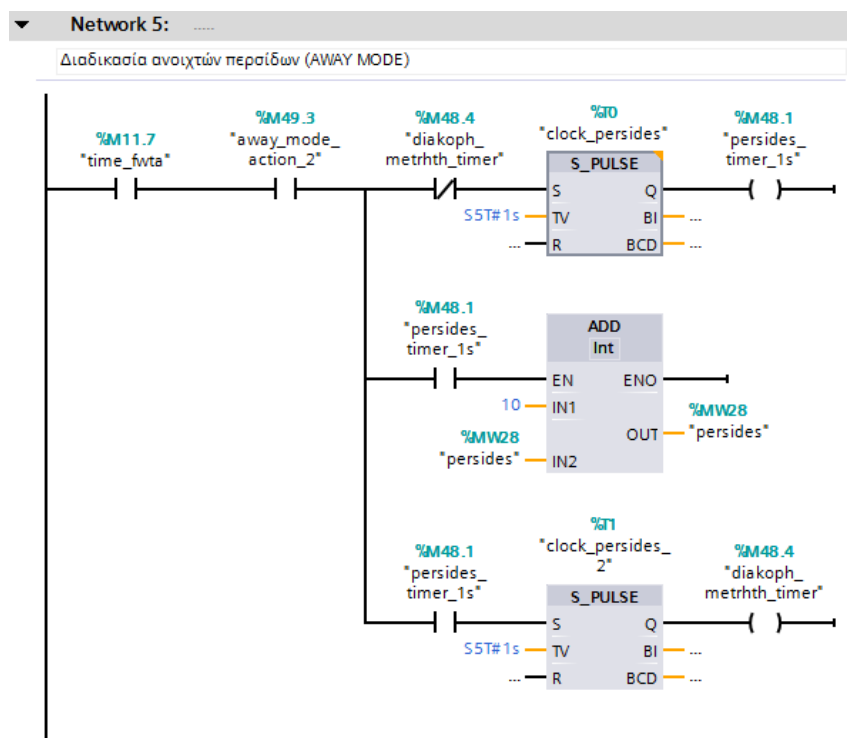 Network 5: .....
Διαδικασία ανοιχτών περσίδων (AWAY MODE)
%M11.7
"time_fwta"
%M49.3
"away_mode_
action_2"
%M48.4
"diakoph_
metrhth_timer"
%T0
"clock_persides"
S_PULSE
S Q
S5T#1s TV BI ...
... R BCD ...
%M48.1
"persides_
timer_1s"
%M48.1
"persides_
timer_1s"
ADD
Int
EN ENO
10 IN1
%MW28
"persides" IN2
OUT
%MW28
"persides"
%M48.1
"persides_
timer_1s"
%T1
"clock_persides_
2"
S_PULSE
S Q
S5T#1s TV BI ...
... R BCD ...
%M48.4
"diakoph_
metrhth_timer"